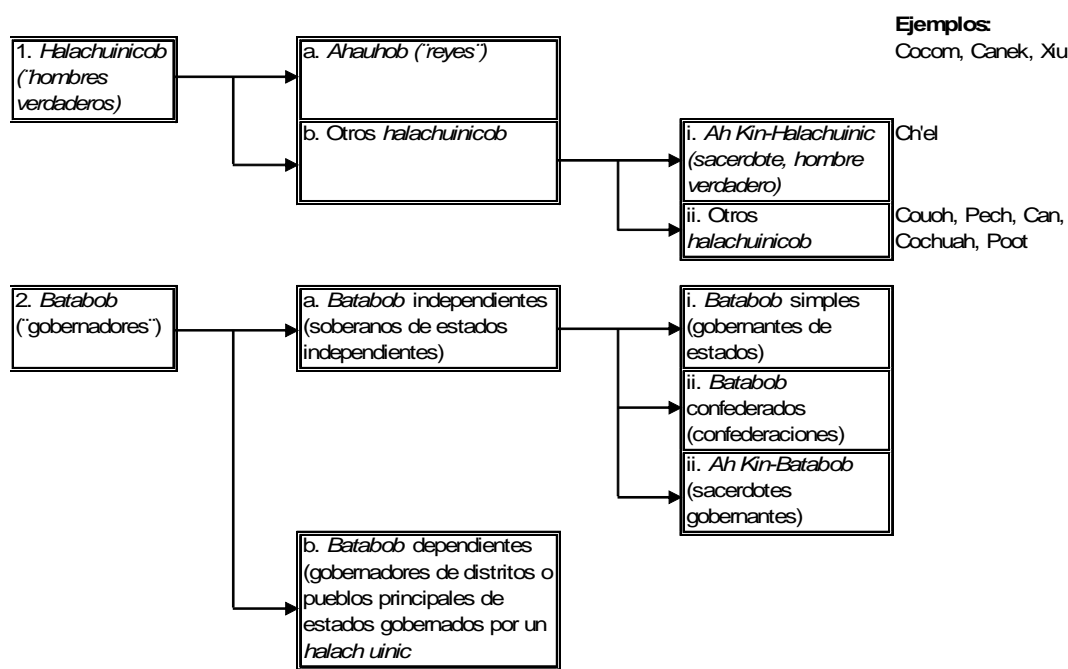 Ejemplos:
1. Halachuinicob
(¨hombres
verdaderos)
a. Ahauhob (¨reyes¨)
Cocom, Canek, Xiu
b. Otros halachuinicob
i. Ah Kin-Halachuinic
(sacerdote, hombre
verdadero)
Ch'el
ii. Otros
halachuinicob
Couoh, Pech, Can,
Cochuah, Poot
2. Batabob
(¨gobernadores¨)
a. Batabob independientes
(soberanos de estados
independientes)
i. Batabob simples
(gobernantes de
estados)
ii. Batabob
confederados
(confederaciones)
ii. Ah Kin-Batabob
(sacerdotes
gobernantes)
b. Batabob dependientes
(gobernadores de distritos o
pueblos principales de
estados gobernados por un
halach uinic